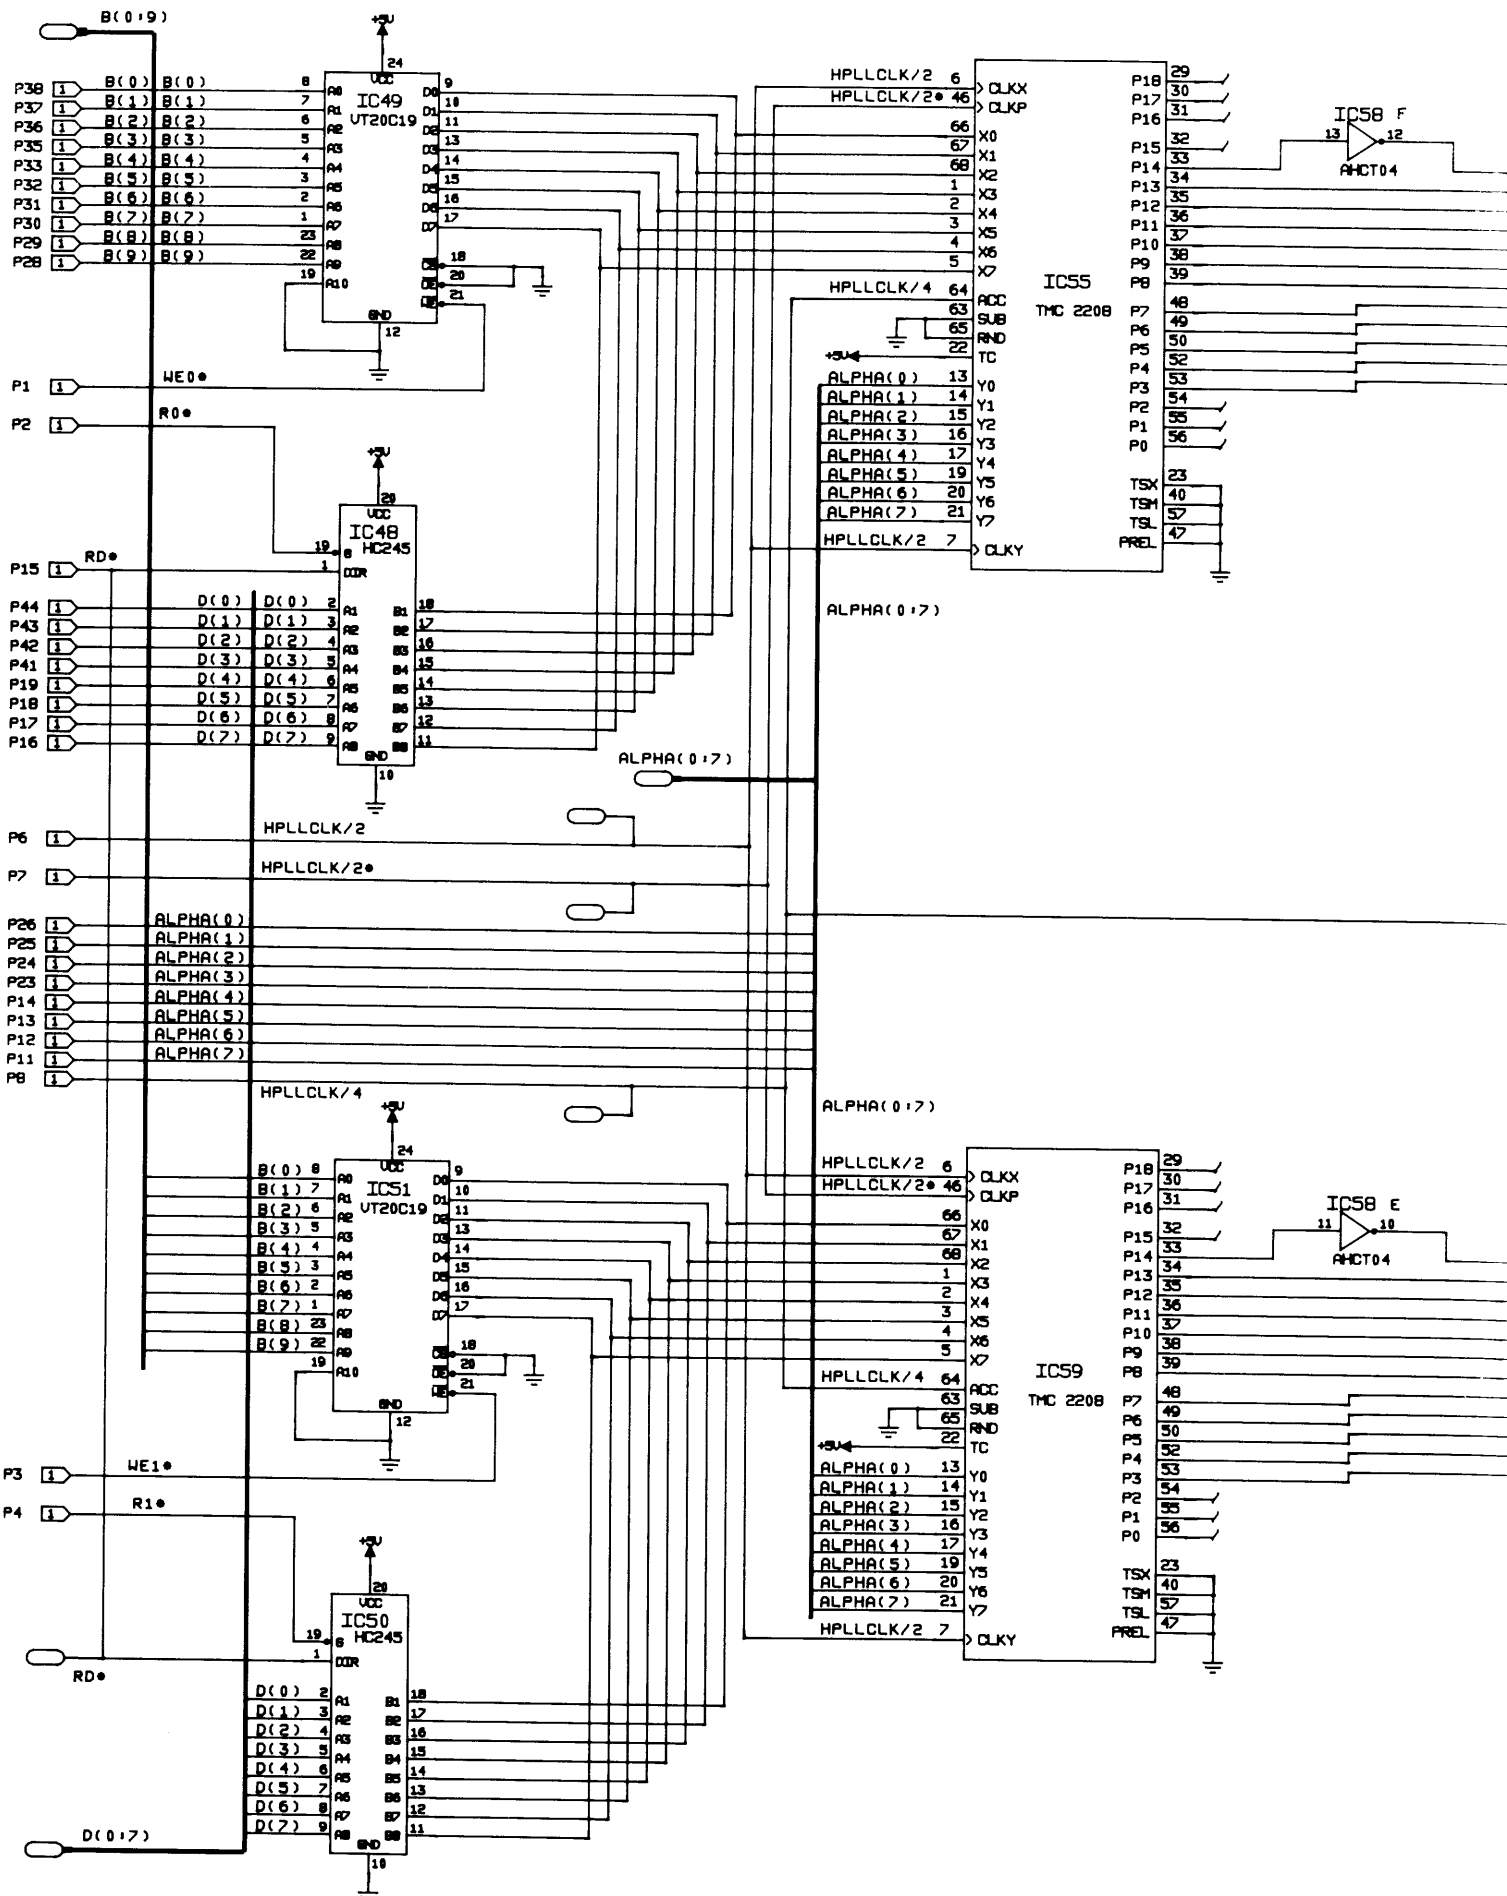 B(0:9)
+5V
24
VCC
IC49
VT20C19
P38 1 B(0) B(0) 8 A0 D0 9
P37 1 B(1) B(1) 7 A1 D1 10
P36 1 B(2) B(2) 6 A2 D2 11
P35 1 B(3) B(3) 5 A3 D3 13
P33 1 B(4) B(4) 4 A4 D4 14
P32 1 B(5) B(5) 3 A5 D5 15
P31 1 B(6) B(6) 2 A6 D6 16
P30 1 B(7) B(7) 1 A7 D7 17
P29 1 B(8) B(8) 23 A8
P28 1 B(9) B(9) 22 A9
19 A10
CS 18
OE 20
WE 21
GND
12
P1 1 WE0*
P2 1 R0*
+5V
20
VCC
IC48
HC245
19 G
P15 1 RD* 1 DIR
P44 1 D(0) D(0) 2 A1 B1 18
P43 1 D(1) D(1) 3 A2 B2 17
P42 1 D(2) D(2) 4 A3 B3 16
P41 1 D(3) D(3) 5 A4 B4 15
P19 1 D(4) D(4) 6 A5 B5 14
P18 1 D(5) D(5) 7 A6 B6 13
P17 1 D(6) D(6) 8 A7 B7 12
P16 1 D(7) D(7) 9 A8 B8 11
GND
10
HPLLCLK/2 6 CLKX
HPLLCLK/2* 46 CLKP
66 X0
67 X1
68 X2
1 X3
2 X4
3 X5
4 X6
5 X7
HPLLCLK/4 64 ACC
63 SUB
65 RND
+5V 22 TC
ALPHA(0) 13 Y0
ALPHA(1) 14 Y1
ALPHA(2) 15 Y2
ALPHA(3) 16 Y3
ALPHA(4) 17 Y4
ALPHA(5) 19 Y5
ALPHA(6) 20 Y6
ALPHA(7) 21 Y7
HPLLCLK/2 7 CLKY
IC55
TMC 2208
P18 29
P17 30
P16 31
P15 32
P14 33
P13 34
P12 35
P11 36
P10 37
P9 38
P8 39
P7 48
P6 49
P5 50
P4 52
P3 53
P2 54
P1 55
P0 56
TSX 23
TSM 40
TSL 57
PREL 47
IC58 F
13 12
AHCT04
ALPHA(0:7)
ALPHA(0:7)
P6 1 HPLLCLK/2
P7 1 HPLLCLK/2*
P26 1 ALPHA(0)
P25 1 ALPHA(1)
P24 1 ALPHA(2)
P23 1 ALPHA(3)
P14 1 ALPHA(4)
P13 1 ALPHA(5)
P12 1 ALPHA(6)
P11 1 ALPHA(7)
P8 1
HPLLCLK/4
ALPHA(0:7)
+5V
24
VCC
IC51
VT20C19
B(0) 8 A0 D0 9
B(1) 7 A1 D1 10
B(2) 6 A2 D2 11
B(3) 5 A3 D3 13
B(4) 4 A4 D4 14
B(5) 3 A5 D5 15
B(6) 2 A6 D6 16
B(7) 1 A7 D7 17
B(8) 23 A8
B(9) 22 A9
19 A10
CS 18
OE 20
WE 21
GND
12
P3 1 WE1*
P4 1 R1*
+5V
20
VCC
IC50
HC245
19 G
1 DIR
RD*
D(0) 2 A1 B1 18
D(1) 3 A2 B2 17
D(2) 4 A3 B3 16
D(3) 5 A4 B4 15
D(4) 6 A5 B5 14
D(5) 7 A6 B6 13
D(6) 8 A7 B7 12
D(7) 9 A8 B8 11
D(0:7)
GND
10
HPLLCLK/2 6 CLKX
HPLLCLK/2* 46 CLKP
66 X0
67 X1
68 X2
1 X3
2 X4
3 X5
4 X6
5 X7
HPLLCLK/4 64 ACC
63 SUB
65 RND
+5V 22 TC
ALPHA(0) 13 Y0
ALPHA(1) 14 Y1
ALPHA(2) 15 Y2
ALPHA(3) 16 Y3
ALPHA(4) 17 Y4
ALPHA(5) 19 Y5
ALPHA(6) 20 Y6
ALPHA(7) 21 Y7
HPLLCLK/2 7 CLKY
IC59
TMC 2208
P18 29
P17 30
P16 31
P15 32
P14 33
P13 34
P12 35
P11 36
P10 37
P9 38
P8 39
P7 48
P6 49
P5 50
P4 52
P3 53
P2 54
P1 55
P0 56
TSX 23
TSM 40
TSL 57
PREL 47
IC58 E
11 10
AHCT04